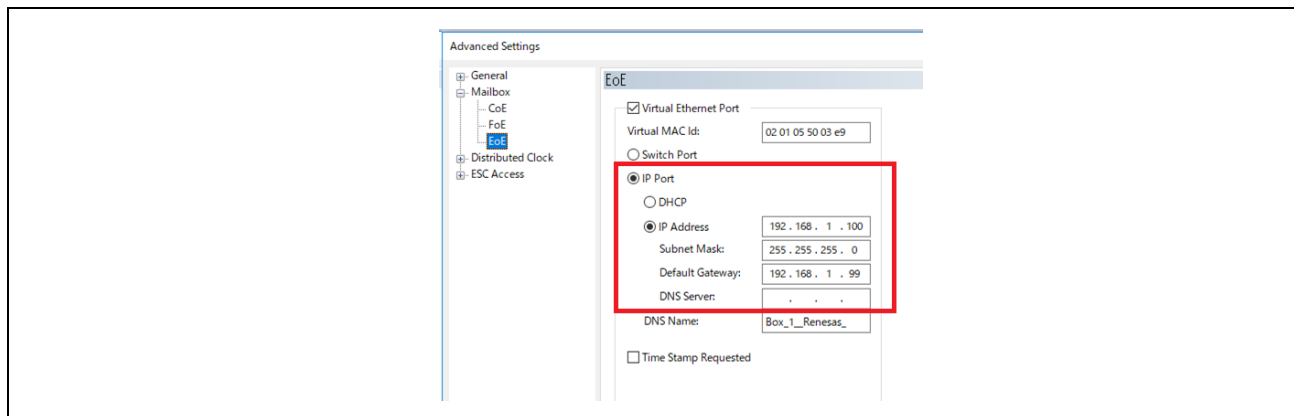 Advanced Settings
General
Mailbox
CoE
FoE
EoE
Distributed Clock
ESC Access
EoE
Virtual Ethernet Port
Virtual MAC Id: 02 01 05 50 03 e9
Switch Port
IP Port
DHCP
IP Address 192 . 168 . 1 . 100
Subnet Mask: 255 . 255 . 255 . 0
Default Gateway: 192 . 168 . 1 . 99
DNS Server: . . .
DNS Name: Box_1__Renesas_
Time Stamp Requested